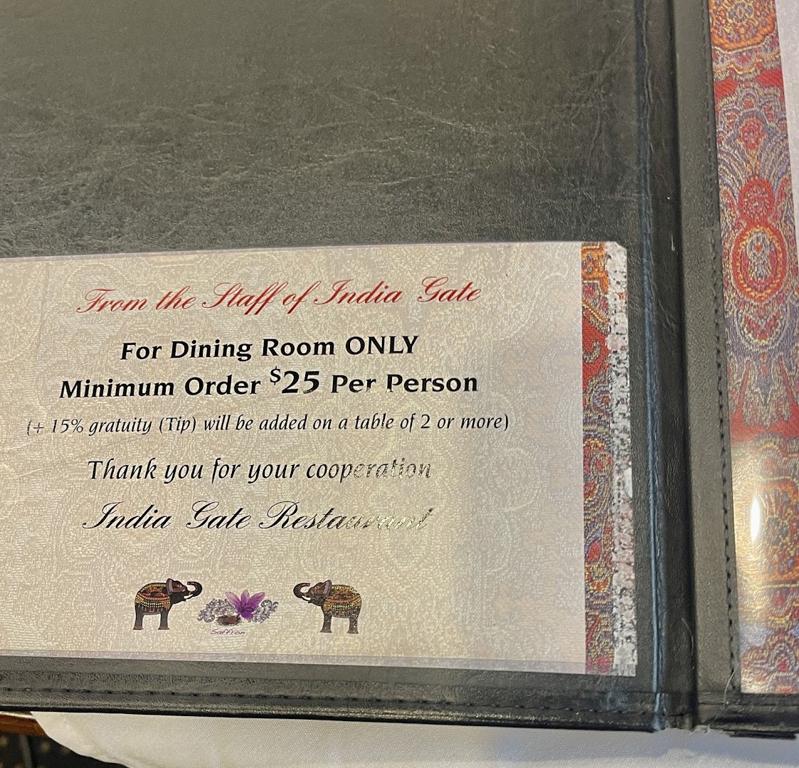 From the Staff of India Gate
For Dining Room ONLY
Minimum Order $25 Per Person
(+ 15% gratuity (Tip) will be added on a table of 2 or more)
Thank you for your cooperation
India Gate Restaurant
Saffron